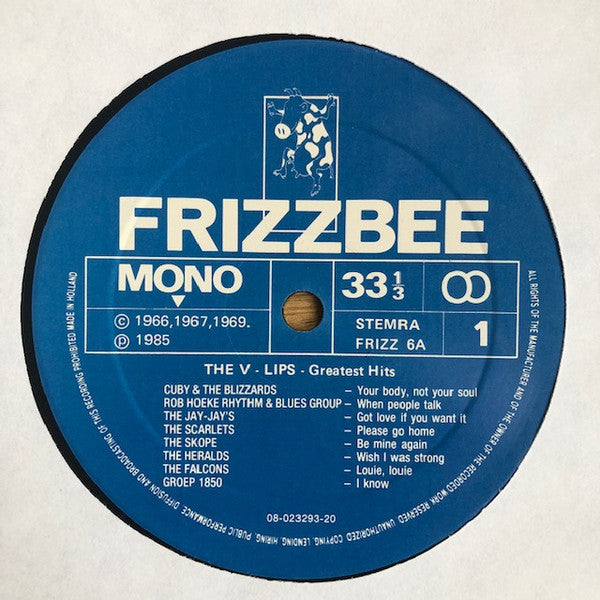 FRIZZBEE
MONO
33 1/3
© 1966,1967,1969.
℗ 1985
STEMRA
FRIZZ 6A
1
THE V - LIPS - Greatest Hits
CUBY & THE BLIZZARDS – Your body, not your soul
ROB HOEKE RHYTHM & BLUES GROUP – When people talk
THE JAY-JAY'S – Got love if you want it
THE SCARLETS – Please go home
THE SKOPE – Be mine again
THE HERALDS – Wish I was strong
THE FALCONS – Louie, louie
GROEP 1850 – I know
08-023293-20
ALL RIGHTS OF THE MANUFACTURER AND OF THE OWNER OF THE RECORDED WORK RESERVED UNAUTHORIZED COPYING, LENDING, HIRING, PUBLIC PERFORMANCE DIFFUSION AND BROADCASTING OF THIS RECORDING PROHIBITED MADE IN HOLLAND